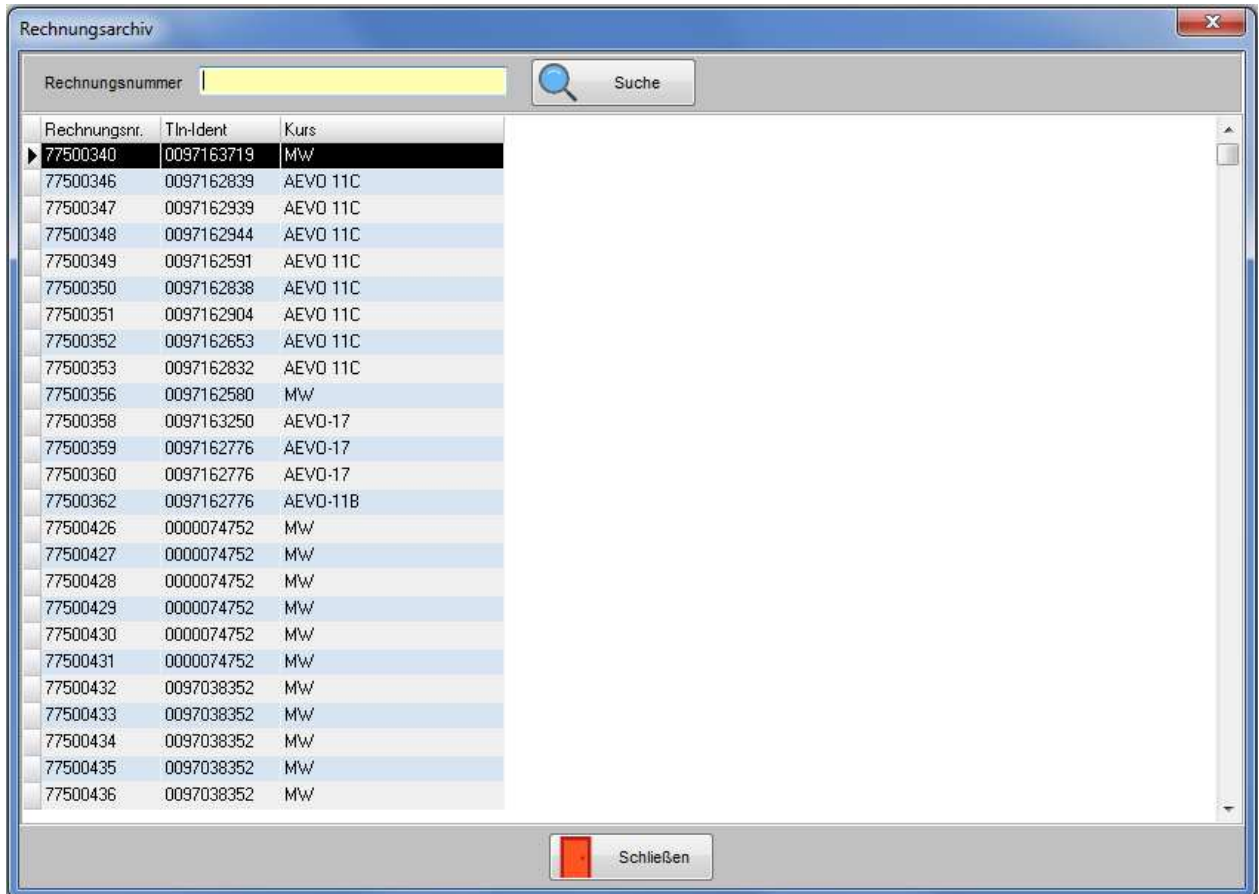 Rechnungsarchiv
Rechnungsnummer Suche
Rechnungsnr. Tln-Ident Kurs
77500340 0097163719 MW
77500346 0097162839 AEVO 11C
77500347 0097162939 AEVO 11C
77500348 0097162944 AEVO 11C
77500349 0097162591 AEVO 11C
77500350 0097162838 AEVO 11C
77500351 0097162904 AEVO 11C
77500352 0097162653 AEVO 11C
77500353 0097162832 AEVO 11C
77500356 0097162580 MW
77500358 0097163250 AEVO-17
77500359 0097162776 AEVO-17
77500360 0097162776 AEVO-17
77500362 0097162776 AEVO-11B
77500426 0000074752 MW
77500427 0000074752 MW
77500428 0000074752 MW
77500429 0000074752 MW
77500430 0000074752 MW
77500431 0000074752 MW
77500432 0097038352 MW
77500433 0097038352 MW
77500434 0097038352 MW
77500435 0097038352 MW
77500436 0097038352 MW
Schließen